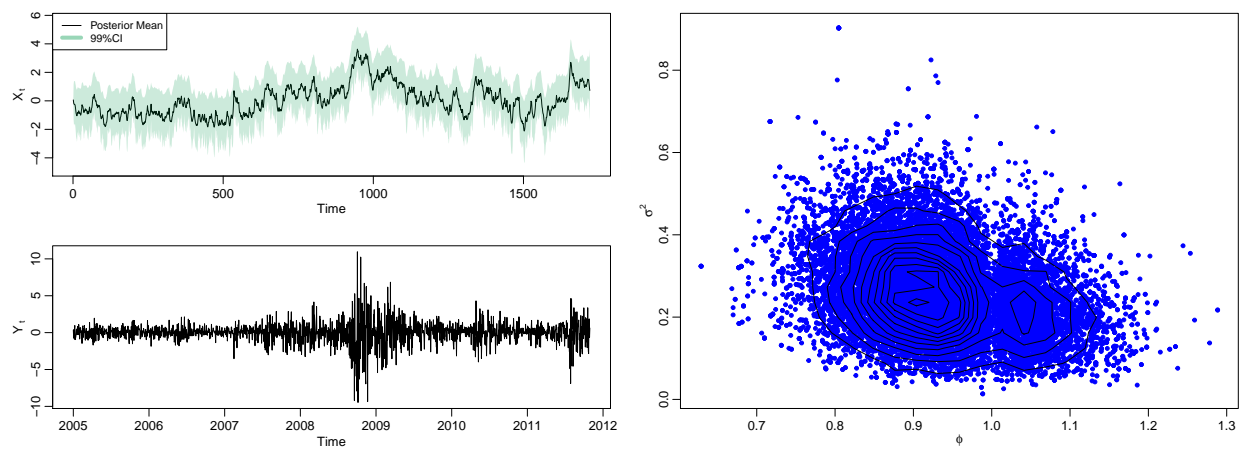 Posterior Mean
99%CI
6
4
2
0
−2
−4
X t
0 500 1000 1500
Time
10
5
0
−5
−10
Y t
2005 2006 2007 2008 2009 2010 2011 2012
Time
0.8
0.6
0.4
0.2
0.0
σ²
0.7 0.8 0.9 1.0 1.1 1.2 1.3
ϕ